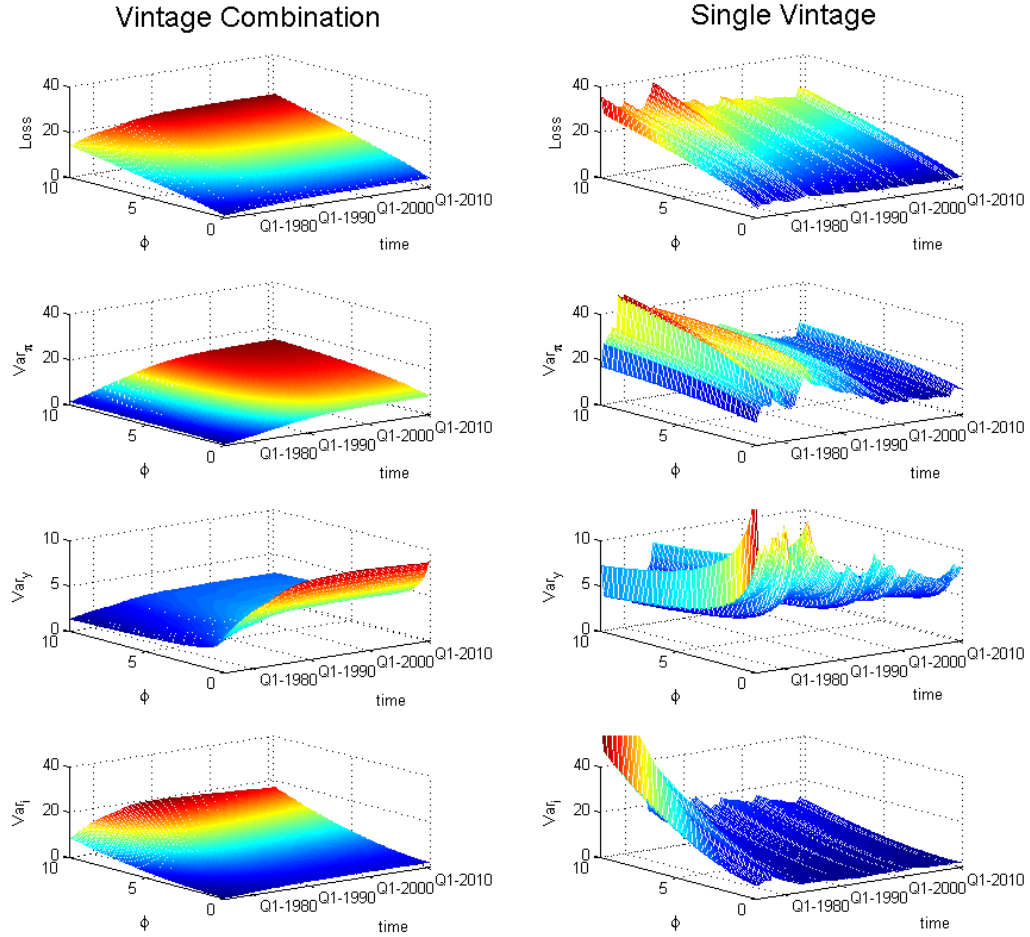 Vintage Combination Single Vintage
40 40
20 20
Loss Loss
0 0
10 10
5 5
0 0
Q1-1980 Q1-1990 Q1-2000 Q1-2010 Q1-1980 Q1-1990 Q1-2000 Q1-2010
ϕ time ϕ time
40 40
20 20
Varπ Varπ
0 0
10 10
5 5
0 0
Q1-1980 Q1-1990 Q1-2000 Q1-2010 Q1-1980 Q1-1990 Q1-2000 Q1-2010
ϕ time ϕ time
10 10
5 5
Vary Vary
0 0
10 10
5 5
0 0
Q1-1980 Q1-1990 Q1-2000 Q1-2010 Q1-1980 Q1-1990 Q1-2000 Q1-2010
ϕ time ϕ time
40 40
20 20
Vari Vari
0 0
10 10
5 5
0 0
Q1-1980 Q1-1990 Q1-2000 Q1-2010 Q1-1980 Q1-1990 Q1-2000 Q1-2010
ϕ time ϕ time